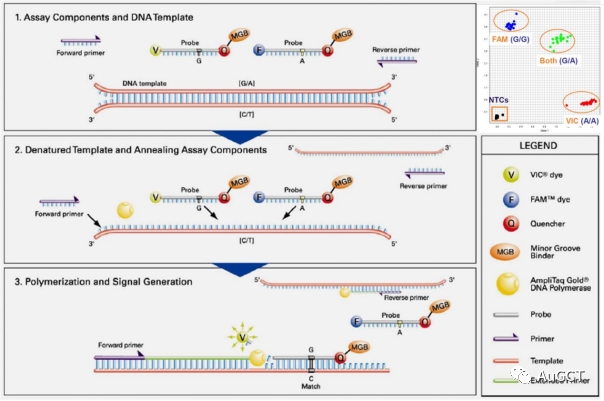 1. Assay Components and DNA Template
Forward primer
V
Probe
G
Q
MGB
F
Probe
A
Q
MGB
Reverse primer
5'
DNA template
[G/A]
3'
3'
[C/T]
5'
FAM (G/G)
Both (G/A)
NTCs
VIC (A/A)
2. Denatured Template and Annealing Assay Components
5'
3'
Forward primer
V
Probe
G
Q
MGB
F
Probe
A
Q
MGB
Reverse primer
3'
[C/T]
5'
3. Polymerization and Signal Generation
5'
3'
Reverse primer
F
Probe
A
Q
MGB
V
Forward primer
G
Q
MGB
C
Match
LEGEND
V VIC® dye
F FAM™ dye
Q Quencher
MGB Minor Groove
Binder
AmpliTaq Gold®
DNA Polymerase
Probe
Primer
Template
Extended Primer
AuGCT